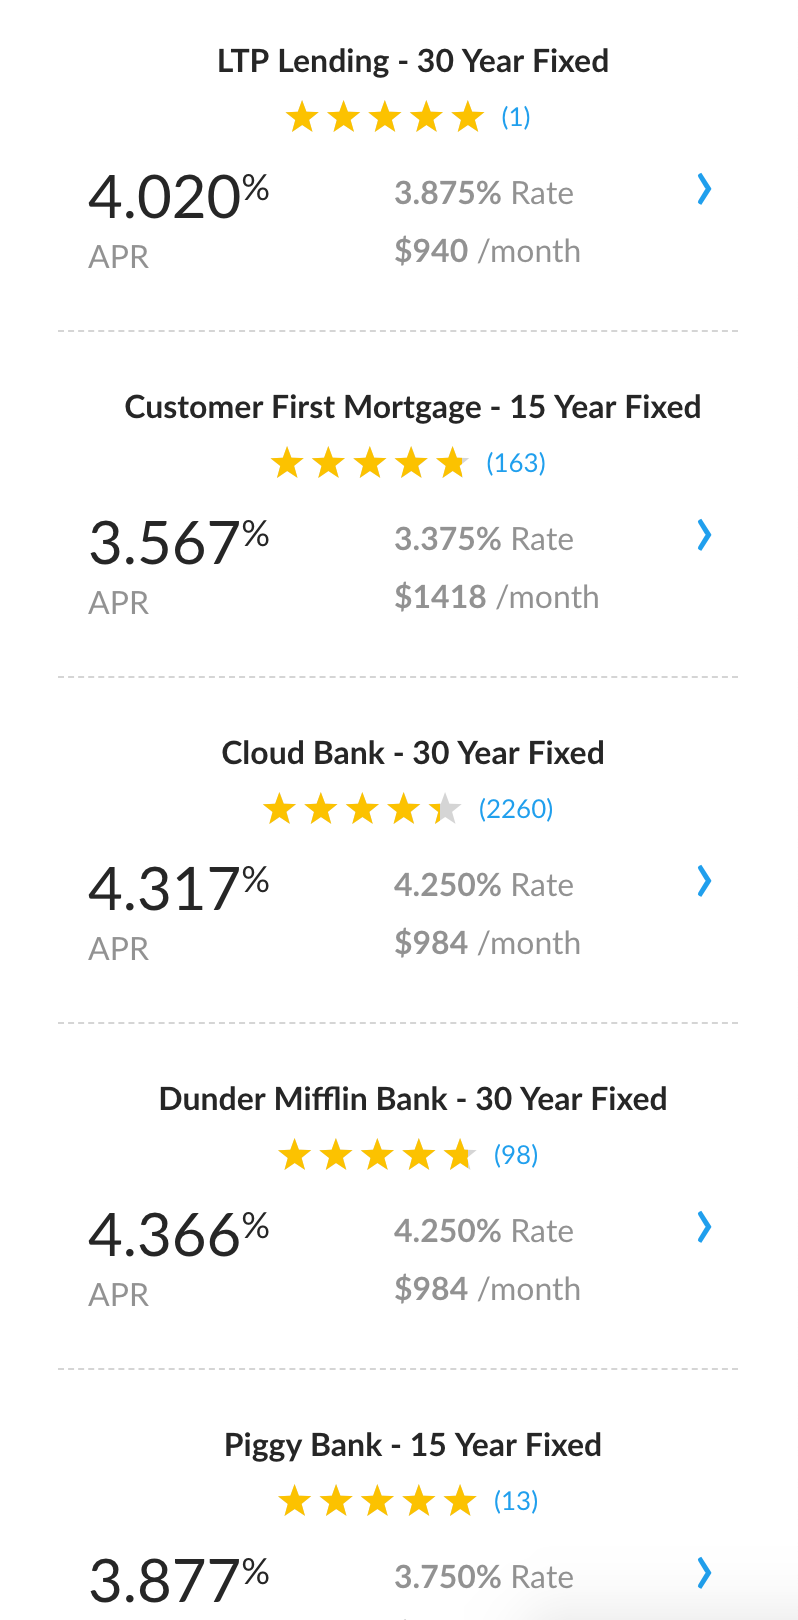 LTP Lending - 30 Year Fixed
(1)
4.020%
3.875% Rate
APR
$940 /month
Customer First Mortgage - 15 Year Fixed
(163)
3.567%
3.375% Rate
APR
$1418 /month
Cloud Bank - 30 Year Fixed
(2260)
4.317%
4.250% Rate
APR
$984 /month
Dunder Mifflin Bank - 30 Year Fixed
(98)
4.366%
4.250% Rate
APR
$984 /month
Piggy Bank - 15 Year Fixed
(13)
3.877%
3.750% Rate